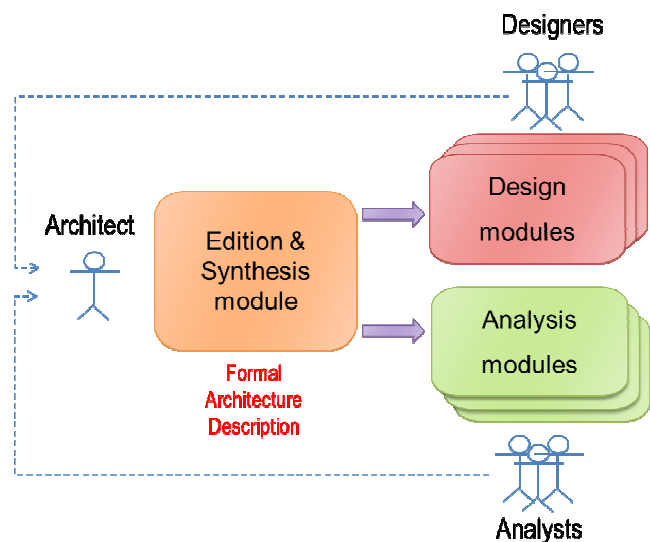 Designers
Design
modules
Architect
Edition &
Synthesis
module
Analysis
modules
Formal
Architecture
Description
Analysts